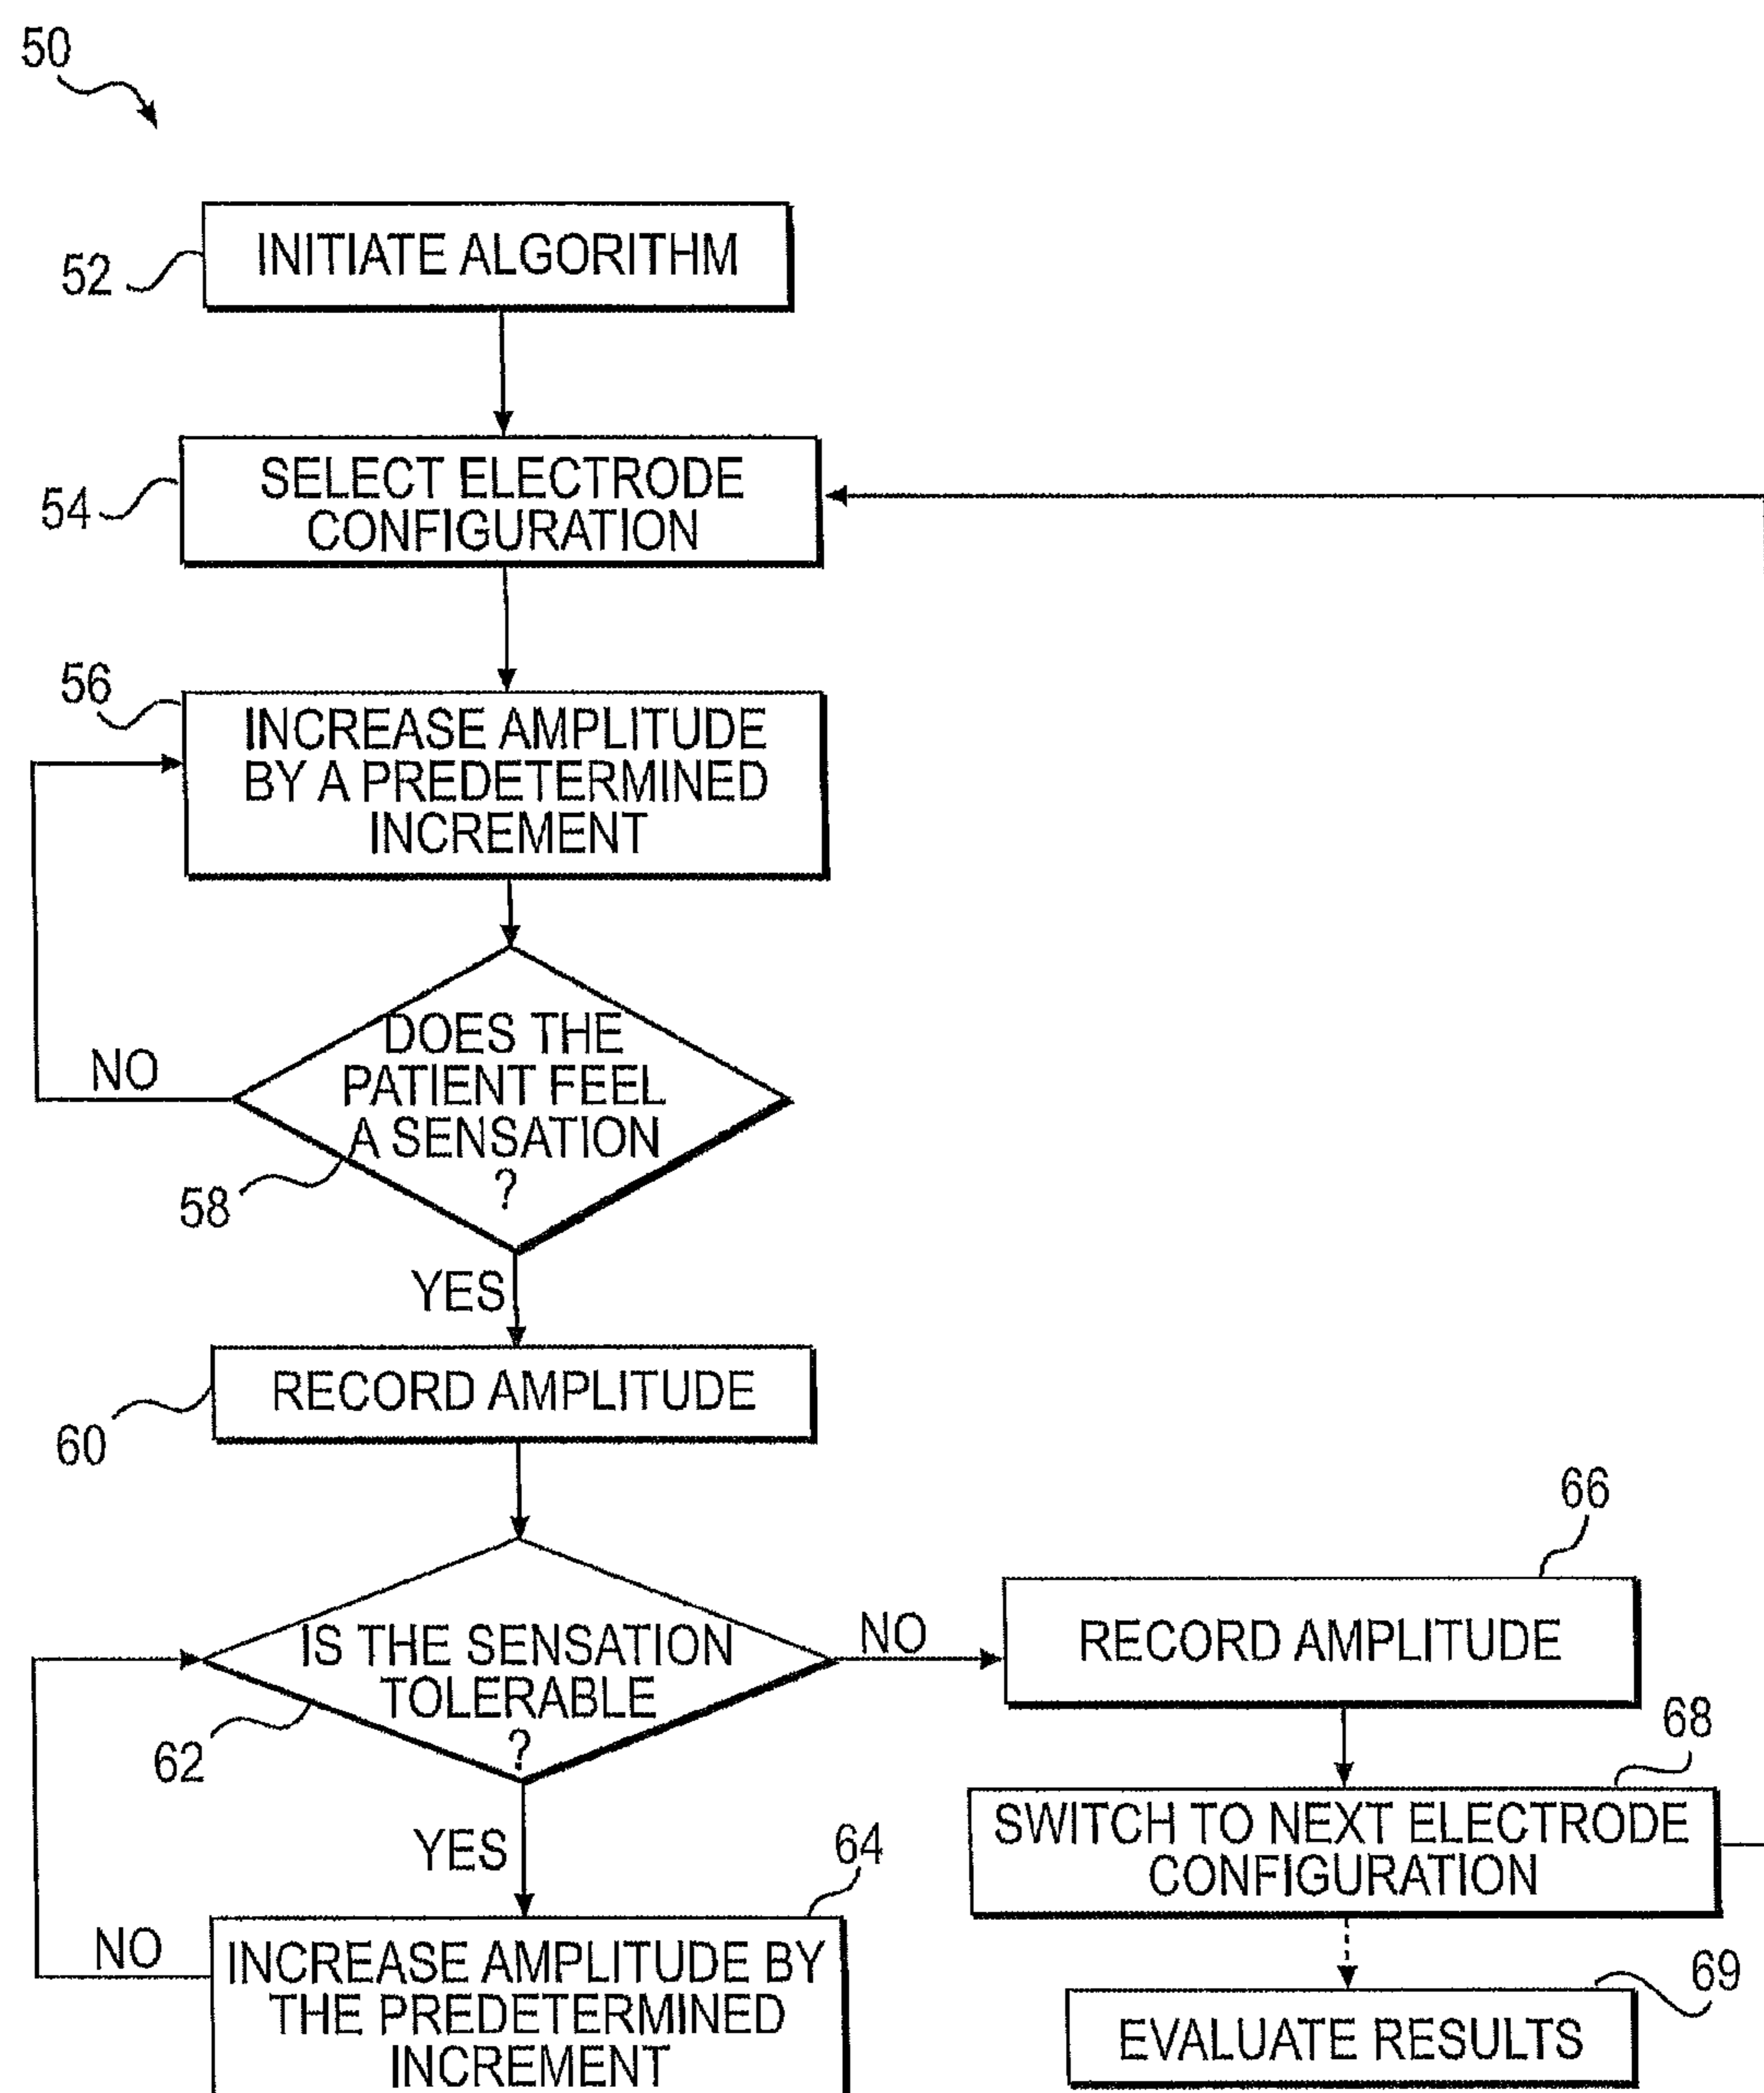 50
INITIATE ALGORITHM
52
SELECT ELECTRODE
CONFIGURATION
54
56
INCREASE AMPLITUDE
BY A PREDETERMINED
INCREMENT
DOES THE
PATIENT FEEL
A SENSATION
?
NO
58
YES
RECORD AMPLITUDE
60
IS THE SENSATION
TOLERABLE
?
62
NO
66
RECORD AMPLITUDE
68
SWITCH TO NEXT ELECTRODE
CONFIGURATION
YES
64
NO
INCREASE AMPLITUDE BY
THE PREDETERMINED
INCREMENT
69
EVALUATE RESULTS